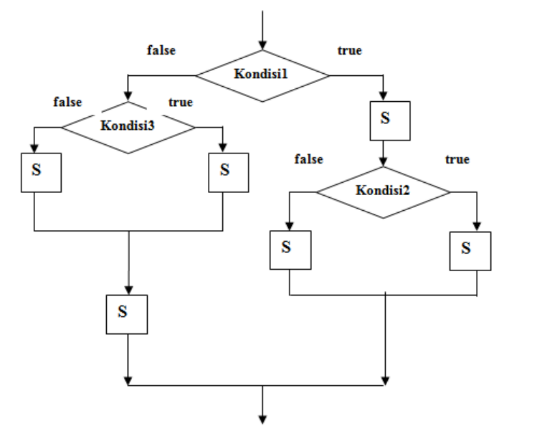 false
true
Kondisi1
false
true
Kondisi3
S
S
S
false
true
Kondisi2
S
S
S
S